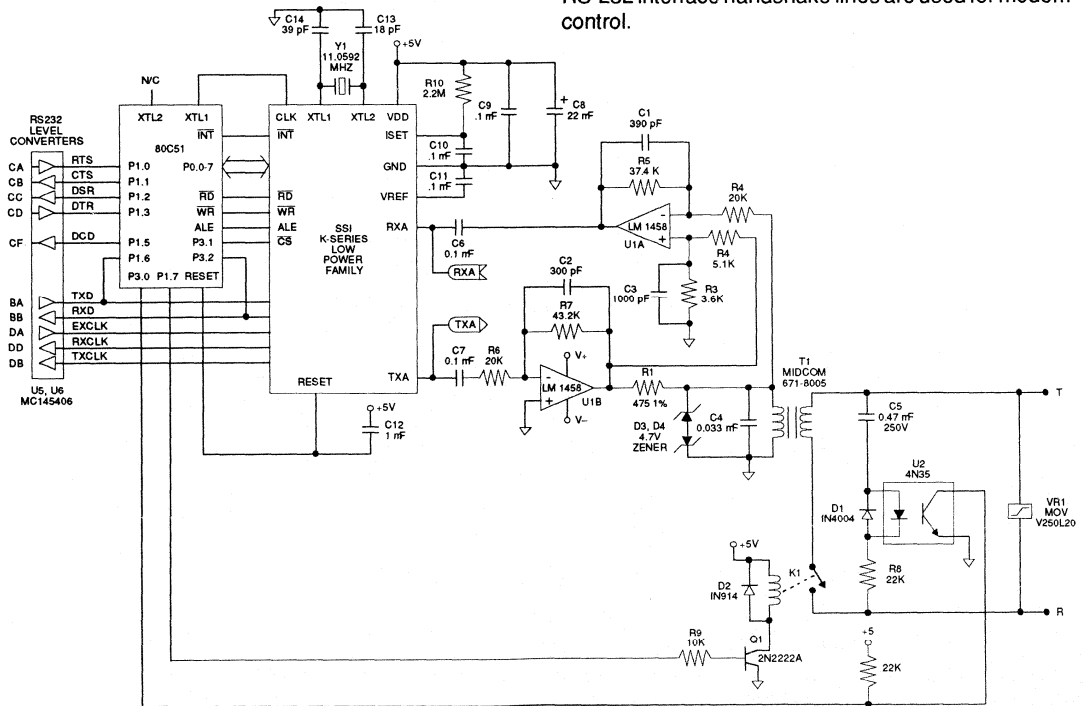 RS-232 interface handshake lines are used for modem
control.
C14
39 pF
C13
18 pF
Y1
11.0592
MHZ
+5V
N/C
R10
2.2M
C9
.1 mF
+
C8
22 mF
C1
390 pF
RS232
LEVEL
CONVERTERS
XTL2 XTL1
80C51
INT
P0.0-7
RD
WR
ALE
P3.1
P3.2
P1.0
P1.1
P1.2
P1.3
P1.5
P1.6
P3.0 P1.7 RESET
CA RTS
CB CTS
CC DSR
CD DTR
CF DCD
BA TXD
BB RXD
DA EXCLK
DD RXCLK
DB TXCLK
U5, U6
MC145406
CLK XTL1 XTL2 VDD
INT
ISET
GND
VREF
RD
WR
ALE
CS
RXA
SSI
K-SERIES
LOW
POWER
FAMILY
RESET
TXA
C10
.1 mF
C11
.1 mF
R5
37.4 K
R4
20K
-
LM 1458
+
U1A
R4
5.1K
C6
0.1 mF
RXA
C2
300 pF
C3
1000 pF
R3
3.6K
R7
43.2K
TXA
C7
0.1 mF
R6
20K
V+
-
LM 1458
+
U1B
V–
R1
475 1%
T1
MIDCOM
671-8005
T
+5V
C12
1 mF
D3, D4
4.7V
ZENER
C4
0.033 mF
C5
0.47 mF
250V
U2
4N35
D1
IN4004
VR1
MOV
V250L20
R8
22K
+5V
D2
IN914
K1
R
R9
10K
Q1
2N2222A
+5
22K